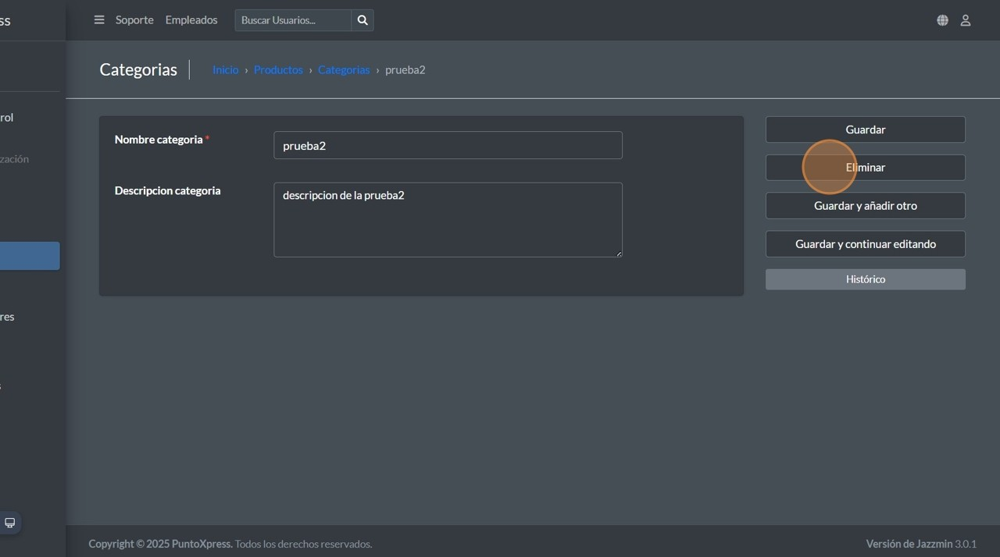 ss
Soporte
Empleados
Buscar Usuarios...
Categorias
Inicio › Productos › Categorias › prueba2
rol
zación
res
s
Nombre categoria *
prueba2
Descripcion categoria
descripcion de la prueba2
Guardar
Eliminar
Guardar y añadir otro
Guardar y continuar editando
Histórico
Copyright © 2025 PuntoXpress. Todos los derechos reservados.
Versión de Jazzmin 3.0.1